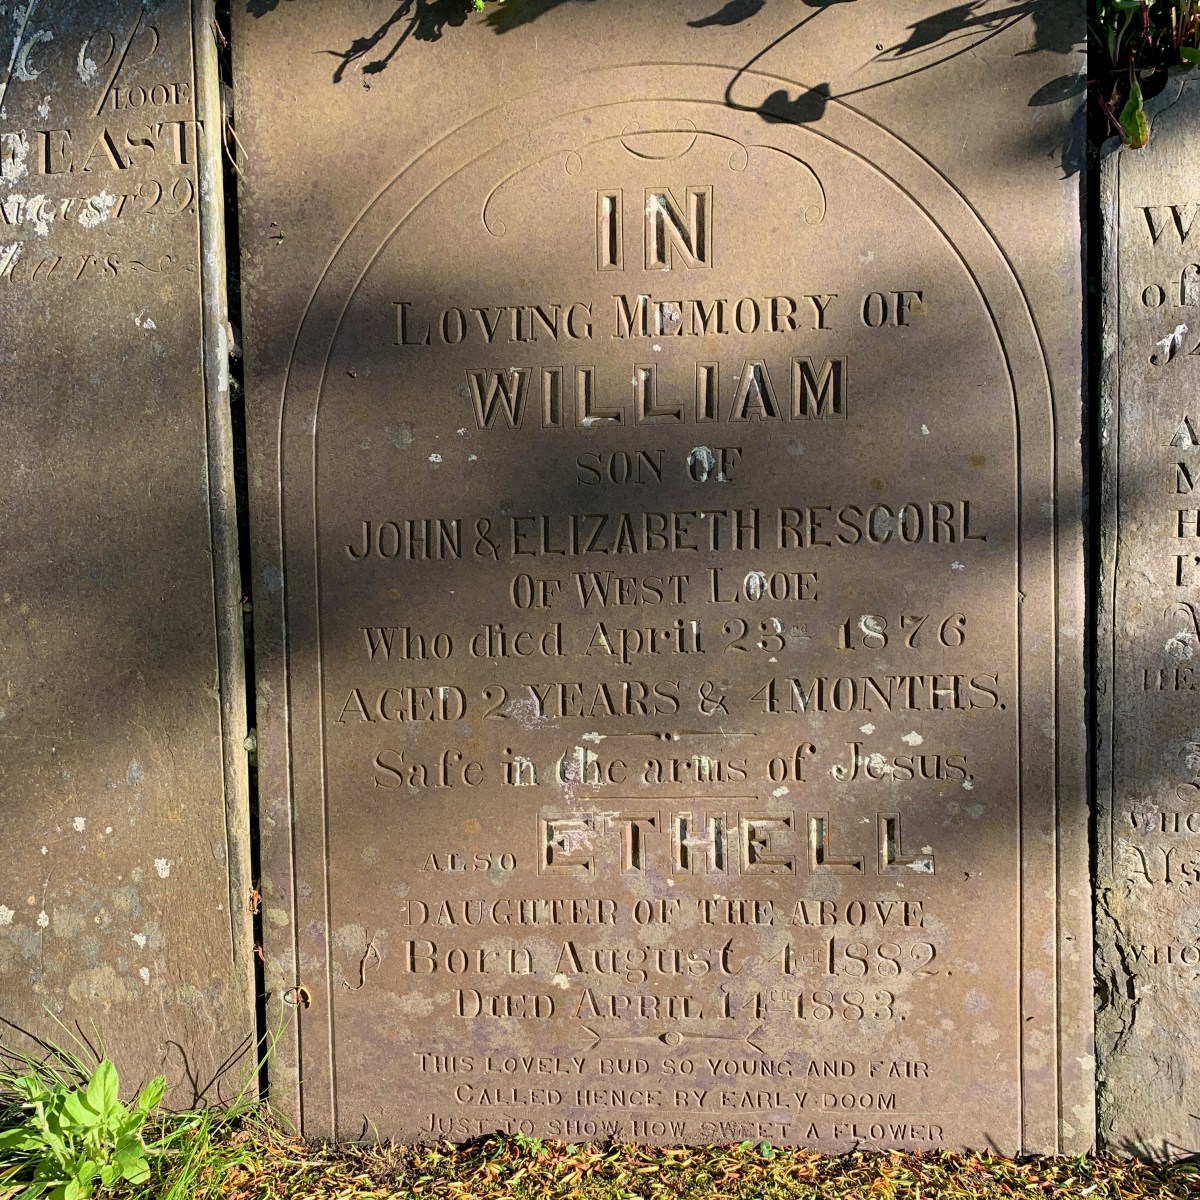 LOOE
EAST
29.
IN
LOVING MEMORY OF
WILLIAM
SON OF
JOHN & ELIZABETH RESCORL
OF WEST LOOE
Who died April 23rd 1876
AGED 2 YEARS & 4 MONTHS.
Safe in the arms of Jesus.
ALSO ETHELL,
DAUGHTER OF THE ABOVE
Born August 1882.
DIED APRIL 14TH 1883.
THIS LOVELY BUD SO YOUNG AND FAIR
CALLED HENCE BY EARLY DOOM
JUST TO SHOW HOW SWEET A FLOWER
of